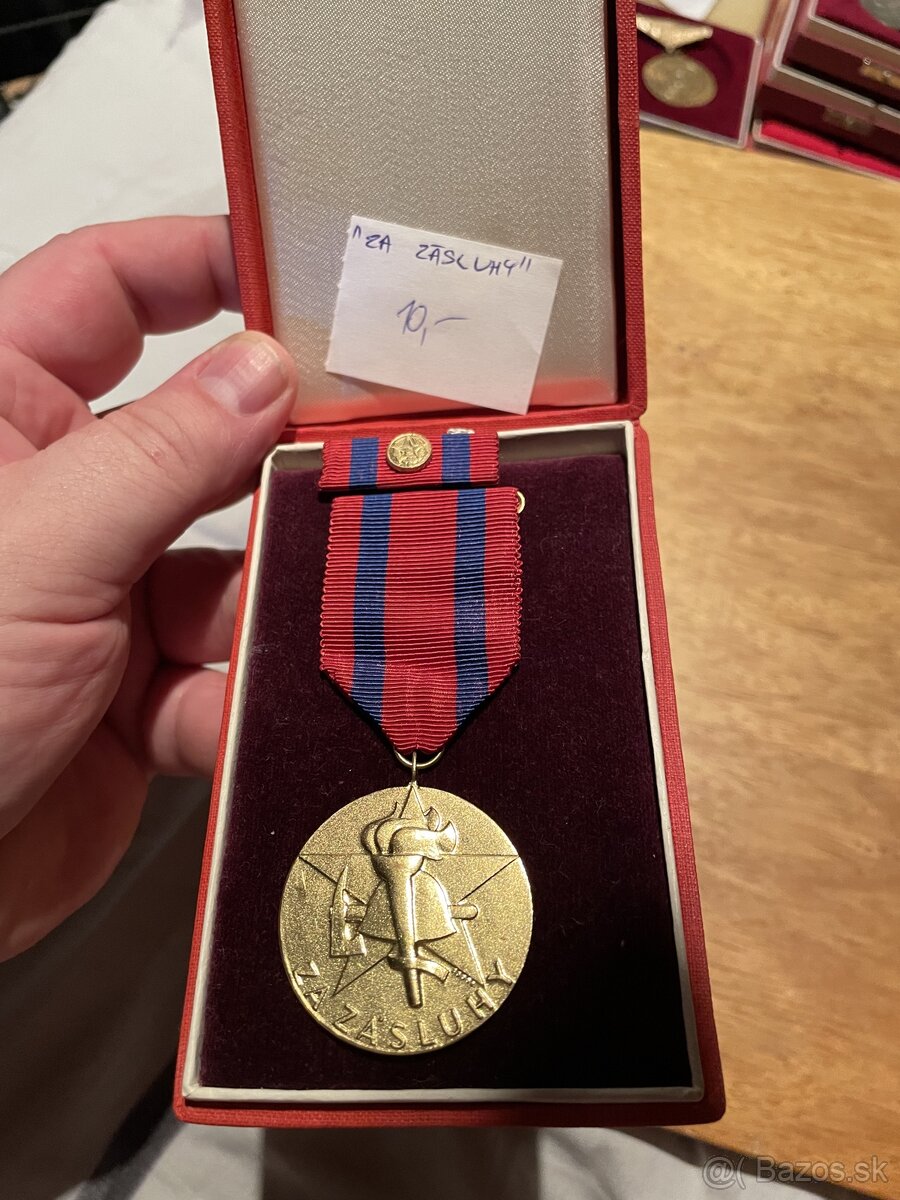 "ZA ZÁSLUHY"
10,-
ZA ZÁSLUHY
@( Bazos.sk